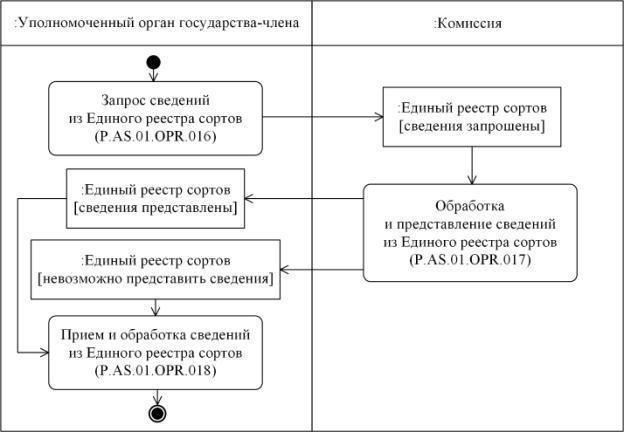 :Уполномоченный орган государства-члена
:Комиссия
Запрос сведений
из Единого реестра сортов
(P.AS.01.OPR.016)
:Единый реестр сортов
[сведения запрошены]
:Единый реестр сортов
[сведения представлены]
Обработка
и представление сведений
из Единого реестра сортов
(P.AS.01.OPR.017)
:Единый реестр сортов
[невозможно представить сведения]
Прием и обработка сведений
из Единого реестра сортов
(P.AS.01.OPR.018)